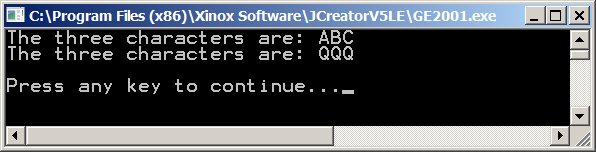 C:\Program Files (x86)\Xinox Software\JCreatorV5LE\GE2001.exe
The three characters are: ABC
The three characters are: QQQ
Press any key to continue..._